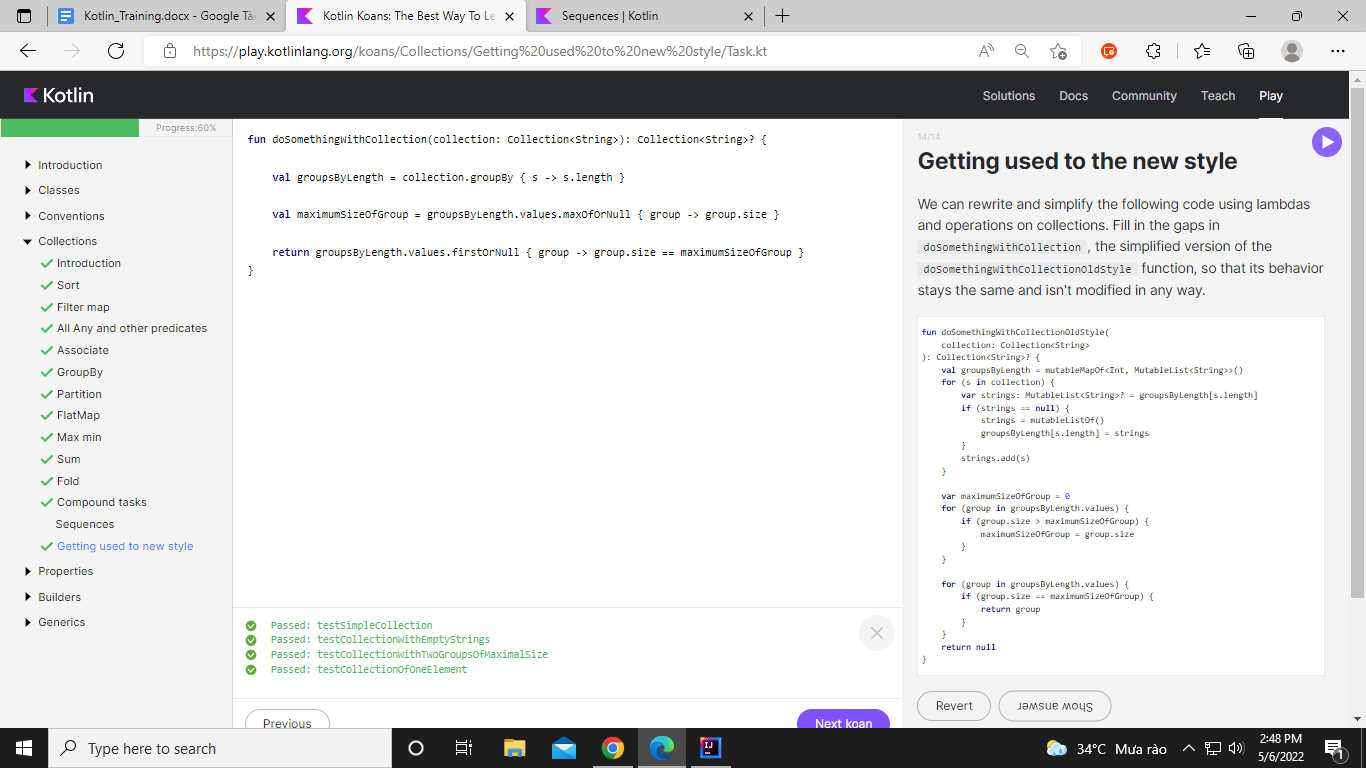 Kotlin_Training.docx - Google Tà
Kotlin Koans: The Best Way To Le
Sequences | Kotlin
https://play.kotlinlang.org/koans/Collections/Getting%20used%20to%20new%20style/Task.kt
Kotlin
Solutions
Docs
Community
Teach
Play
Progress:60%
Introduction
Classes
Conventions
Collections
Introduction
Sort
Filter map
All Any and other predicates
Associate
GroupBy
Partition
FlatMap
Max min
Sum
Fold
Compound tasks
Sequences
Getting used to new style
Properties
Builders
Generics
fun doSomethingWithCollection(collection: Collection<String>): Collection<String>? {
val groupsByLength = collection.groupBy { s -> s.length }
val maximumSizeOfGroup = groupsByLength.values.maxOfOrNull { group -> group.size }
return groupsByLength.values.firstOrNull { group -> group.size == maximumSizeOfGroup }
}
Passed: testSimpleCollection
Passed: testCollectionWithEmptyStrings
Passed: testCollectionWithTwoGroupsOfMaximalSize
Passed: testCollectionOfOneElement
Previous
Next koan
14/14
Getting used to the new style
We can rewrite and simplify the following code using lambdas
and operations on collections. Fill in the gaps in
doSomethingWithCollection , the simplified version of the
doSomethingWithCollectionOldStyle function, so that its behavior
stays the same and isn't modified in any way.
fun doSomethingWithCollectionOldStyle(
collection: Collection<String>
): Collection<String>? {
val groupsByLength = mutableMapOf<Int, MutableList<String>>()
for (s in collection) {
var strings: MutableList<String>? = groupsByLength[s.length]
if (strings == null) {
strings = mutableListOf()
groupsByLength[s.length] = strings
}
strings.add(s)
}
var maximumSizeOfGroup = 0
for (group in groupsByLength.values) {
if (group.size > maximumSizeOfGroup) {
maximumSizeOfGroup = group.size
}
}
for (group in groupsByLength.values) {
if (group.size == maximumSizeOfGroup) {
return group
}
}
return null
}
Revert
Show answer
Type here to search
34°C Mưa rào
2:48 PM
5/6/2022
1